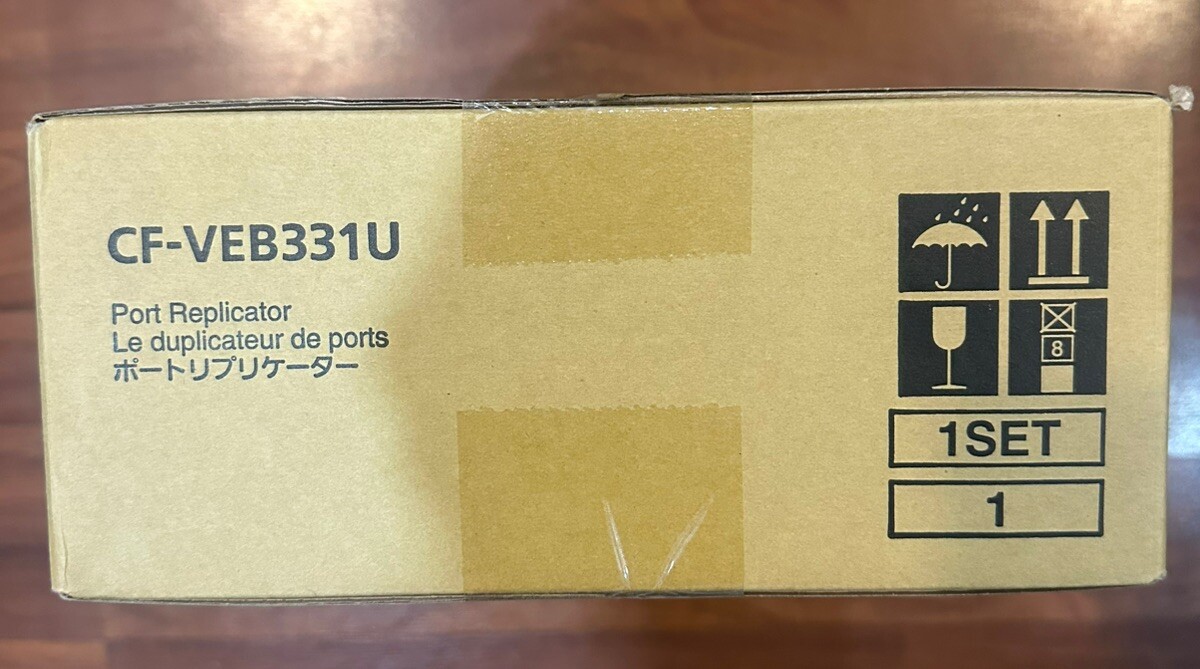 CF-VEB331U
Port Replicator
Le duplicateur de ports
ポートリプリケーター
8
1SET
1